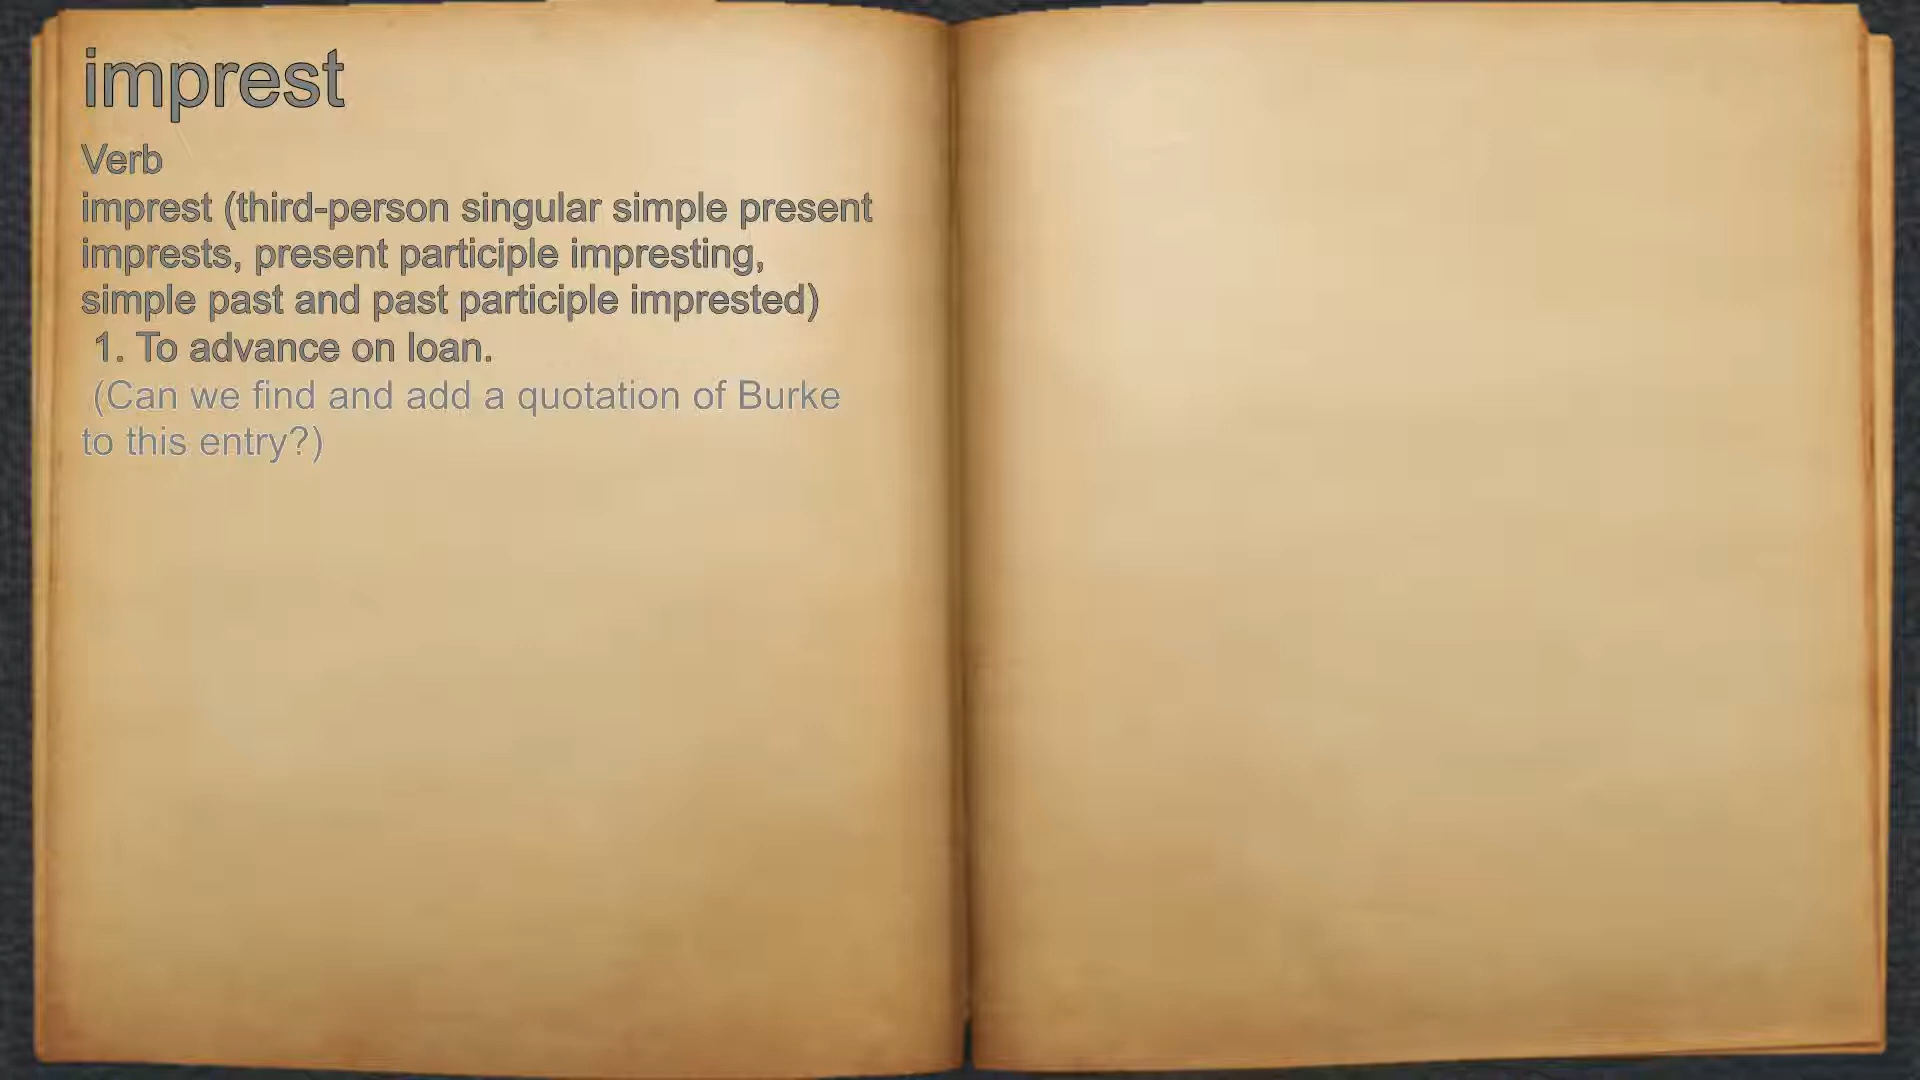 imprest
Verb
imprest (third-person singular simple present
imprests, present participle impresting,
simple past and past participle imprested)
1. To advance on loan.
(Can we find and add a quotation of Burke
to this entry?)